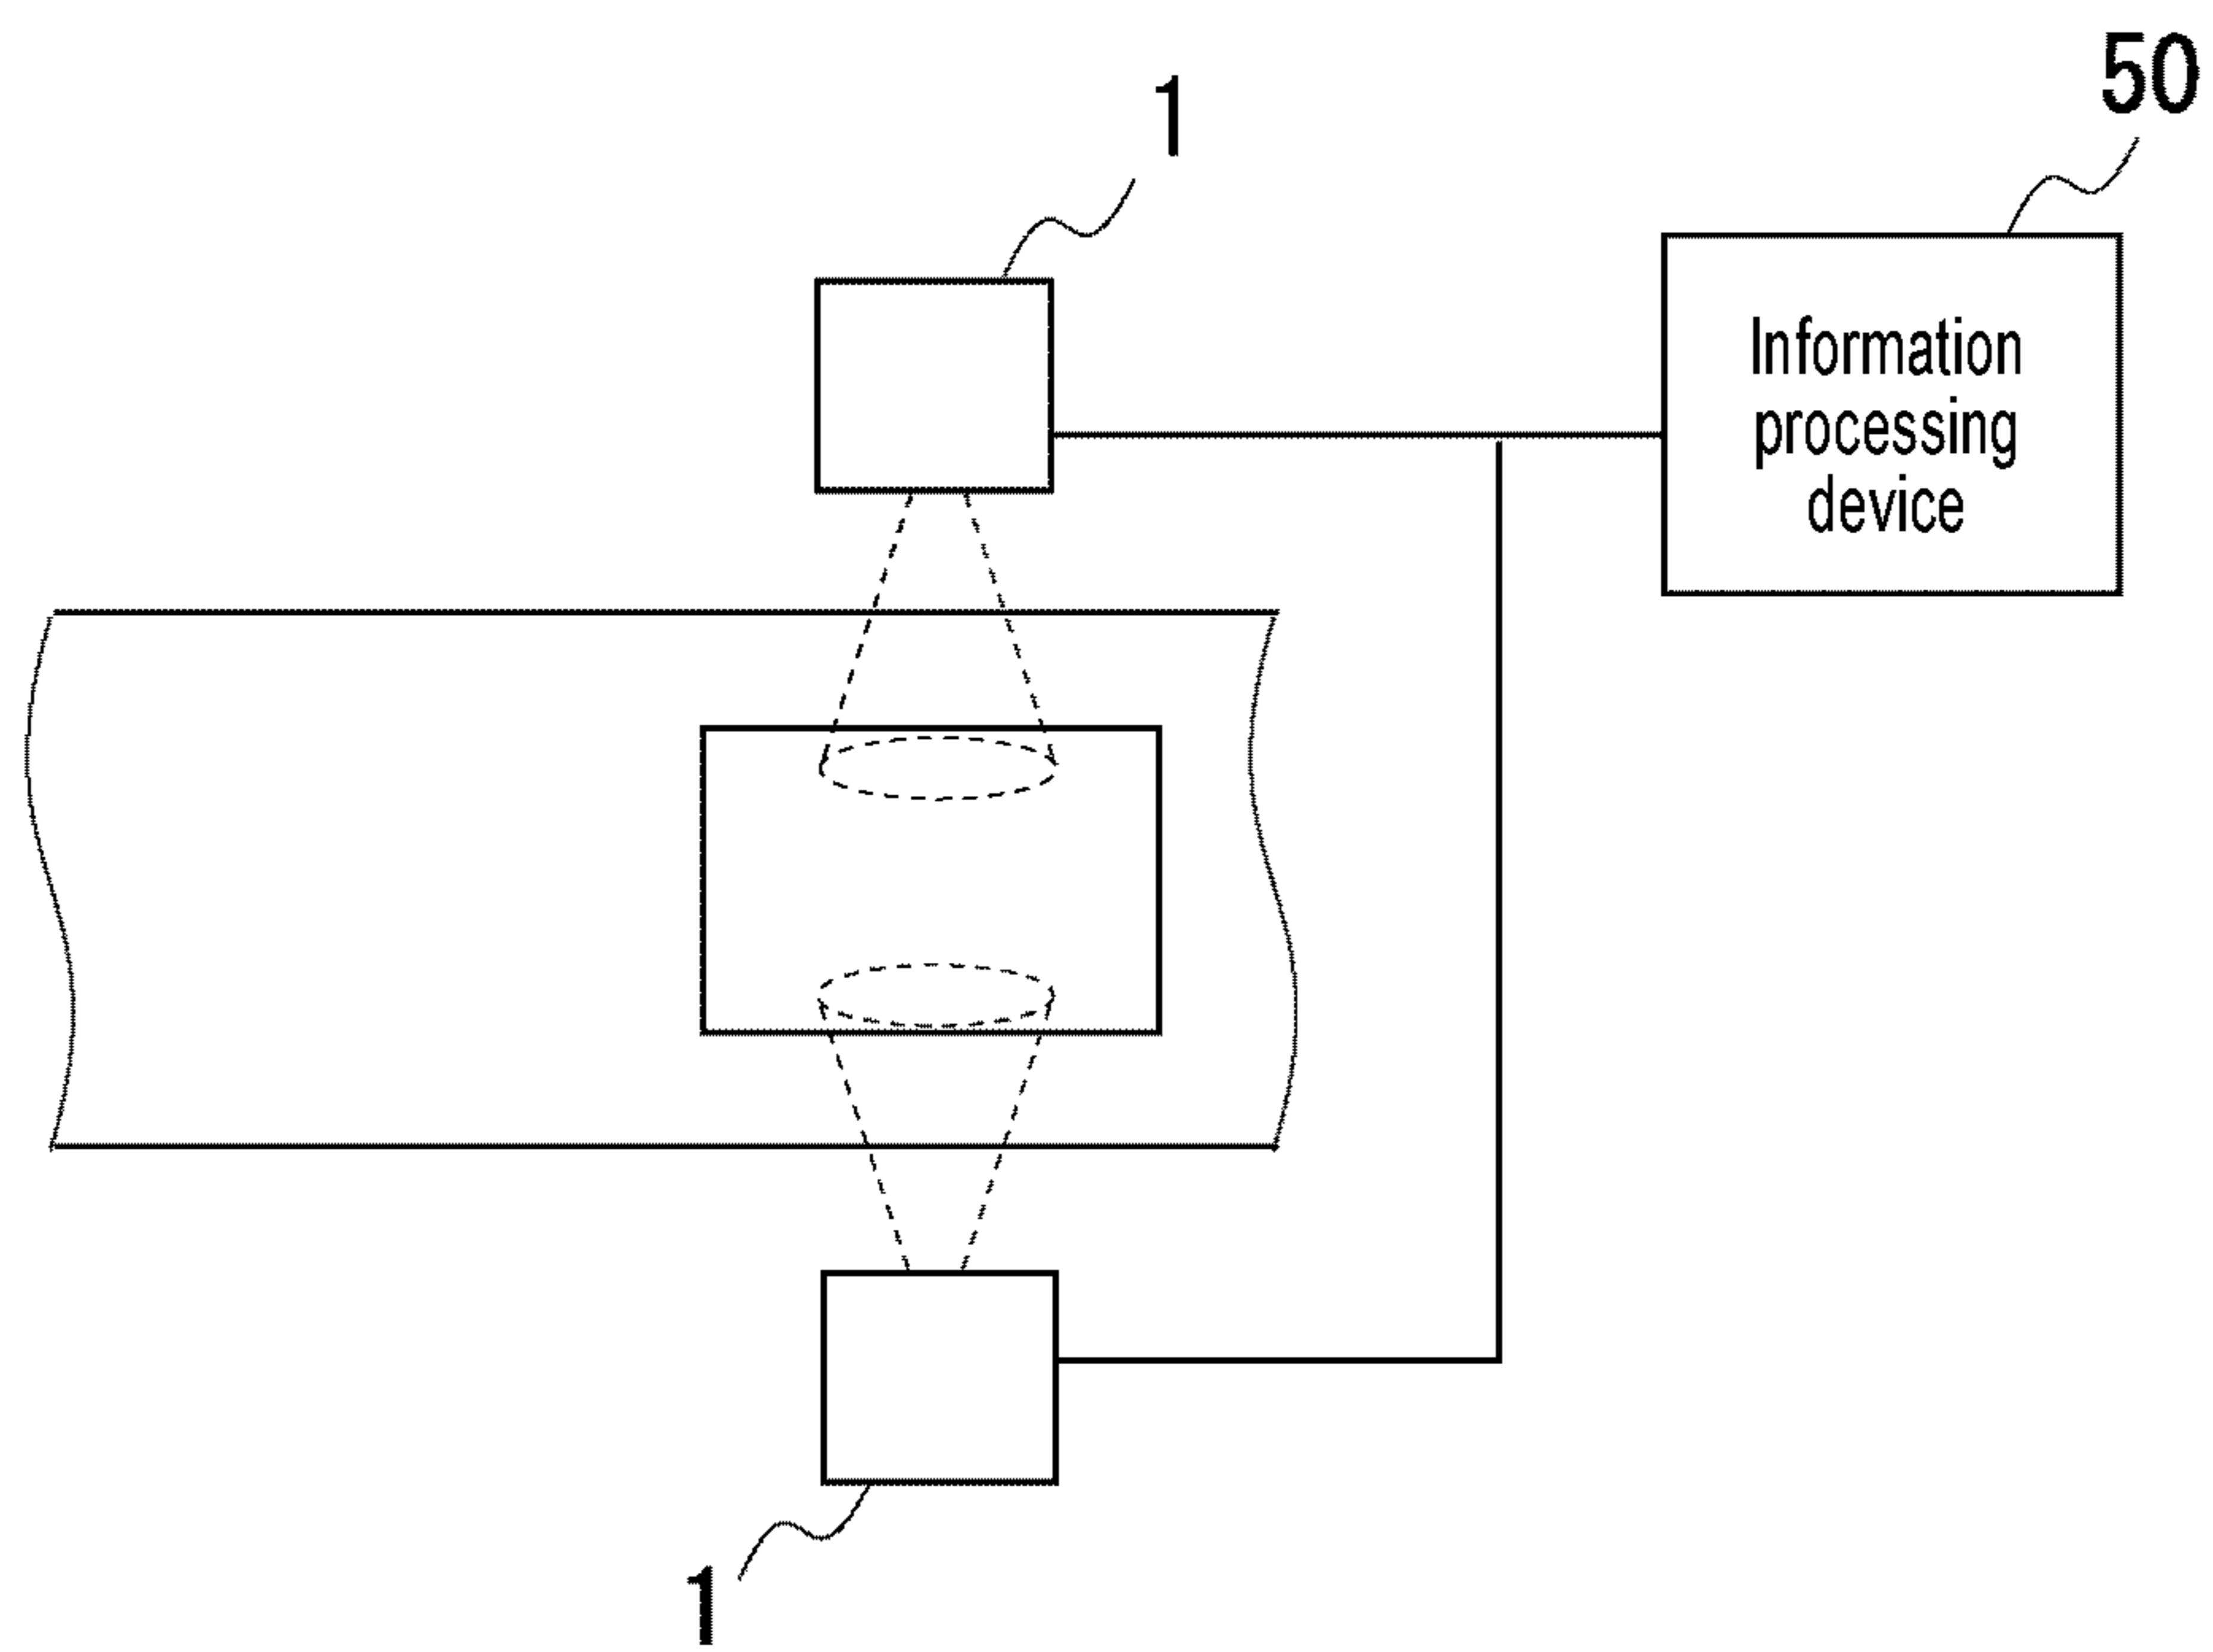 50
1
Information
processing
device
1